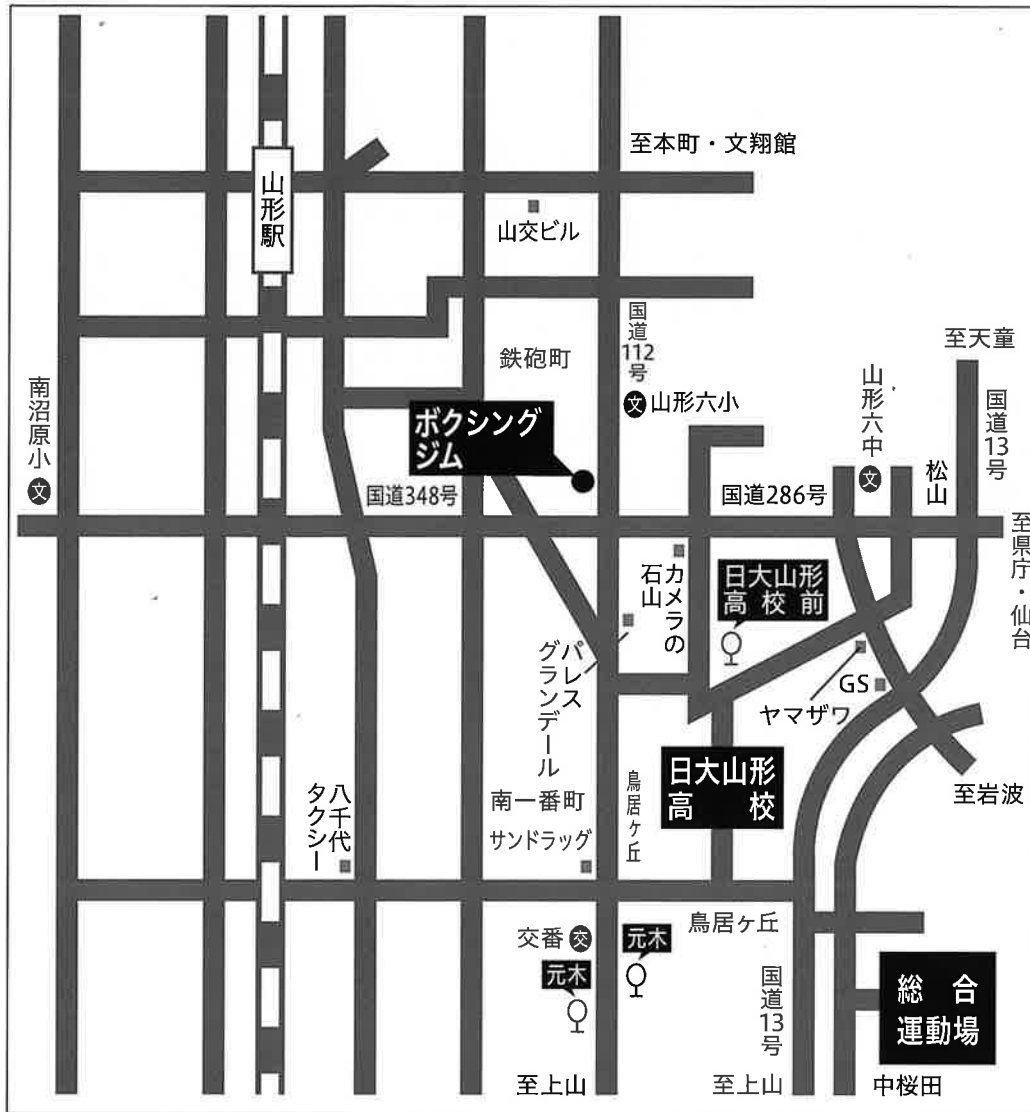 至本町・文翔館
山形駅
山交ビル
国道112号
鉄砲町
至天童
国道13号
山形六中
文
文
山形六小
南沼原小
文
ボクシング
ジム
松山
国道348号
国道286号
至県庁・仙台
カメラの
石山
日大山形
高校前
パレス
グランデール
GS
ヤマザワ
日大山形
高校
至岩波
鳥居ヶ丘
八千代
タクシー
南一番町
サンドラッグ
鳥居ヶ丘
交番
交
元木
元木
国道13号
総合
運動場
至上山
至上山
中桜田